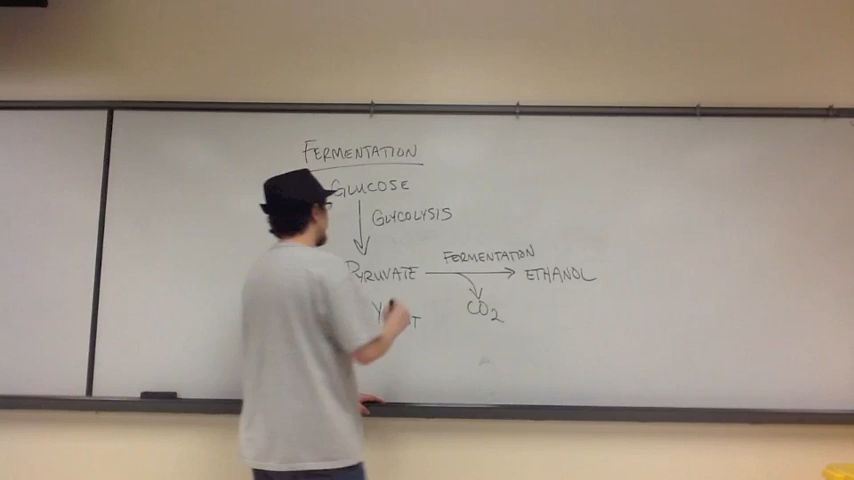 FERMENTATION
GLUCOSE
GLYCOLYSIS
FERMENTATION
PYRUVATE
ETHANOL
CO2